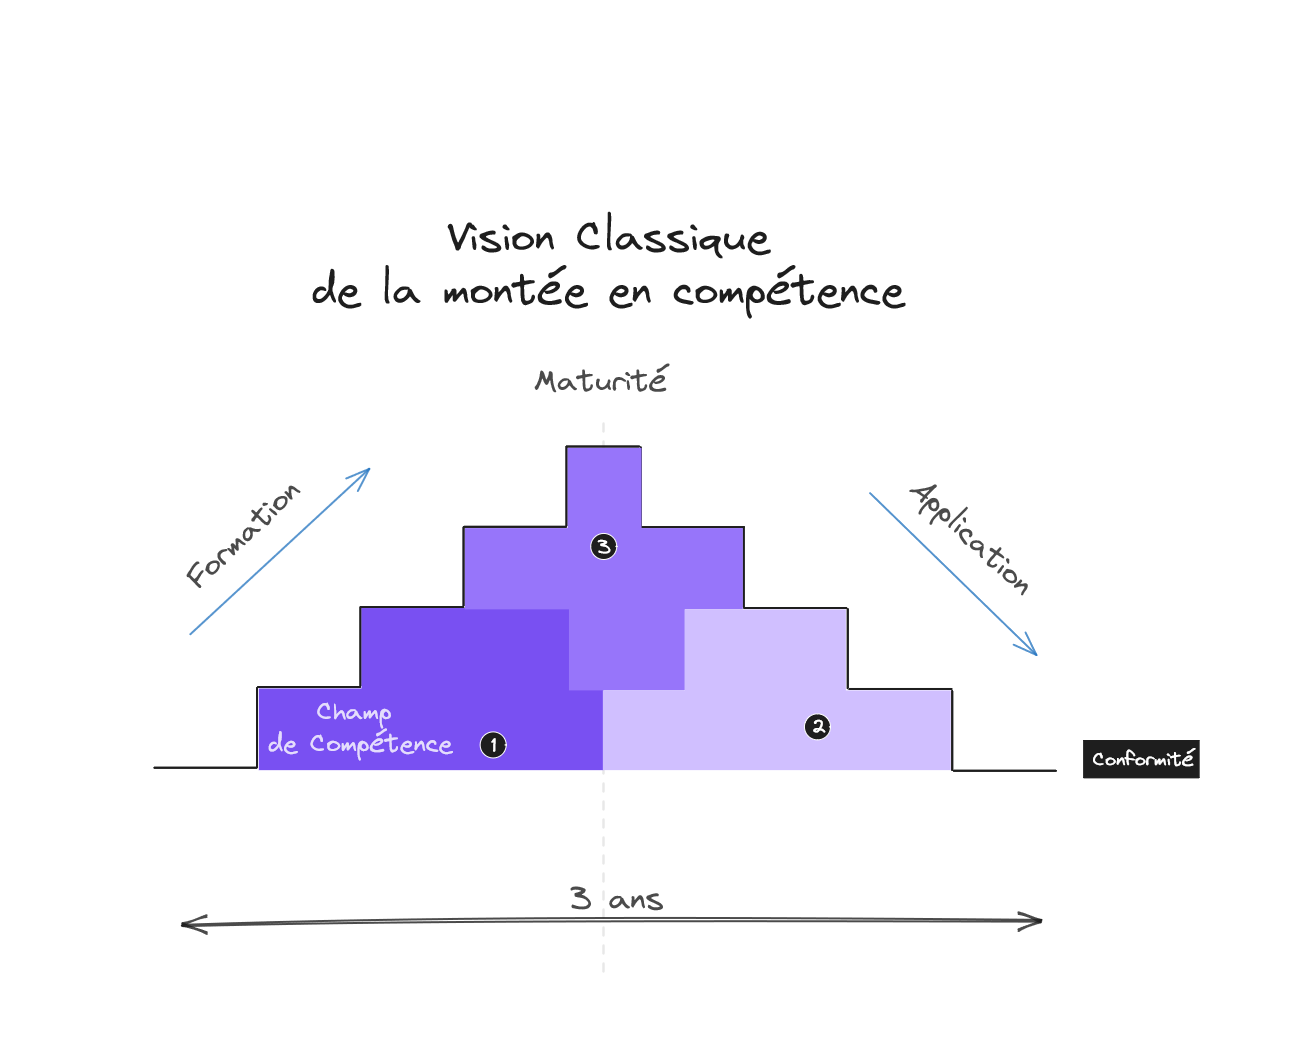 Vision Classique
de la montée en compétence
Maturité
Formation
Application
3
Champ
de Compétence
1
2
Conformité
3 ans